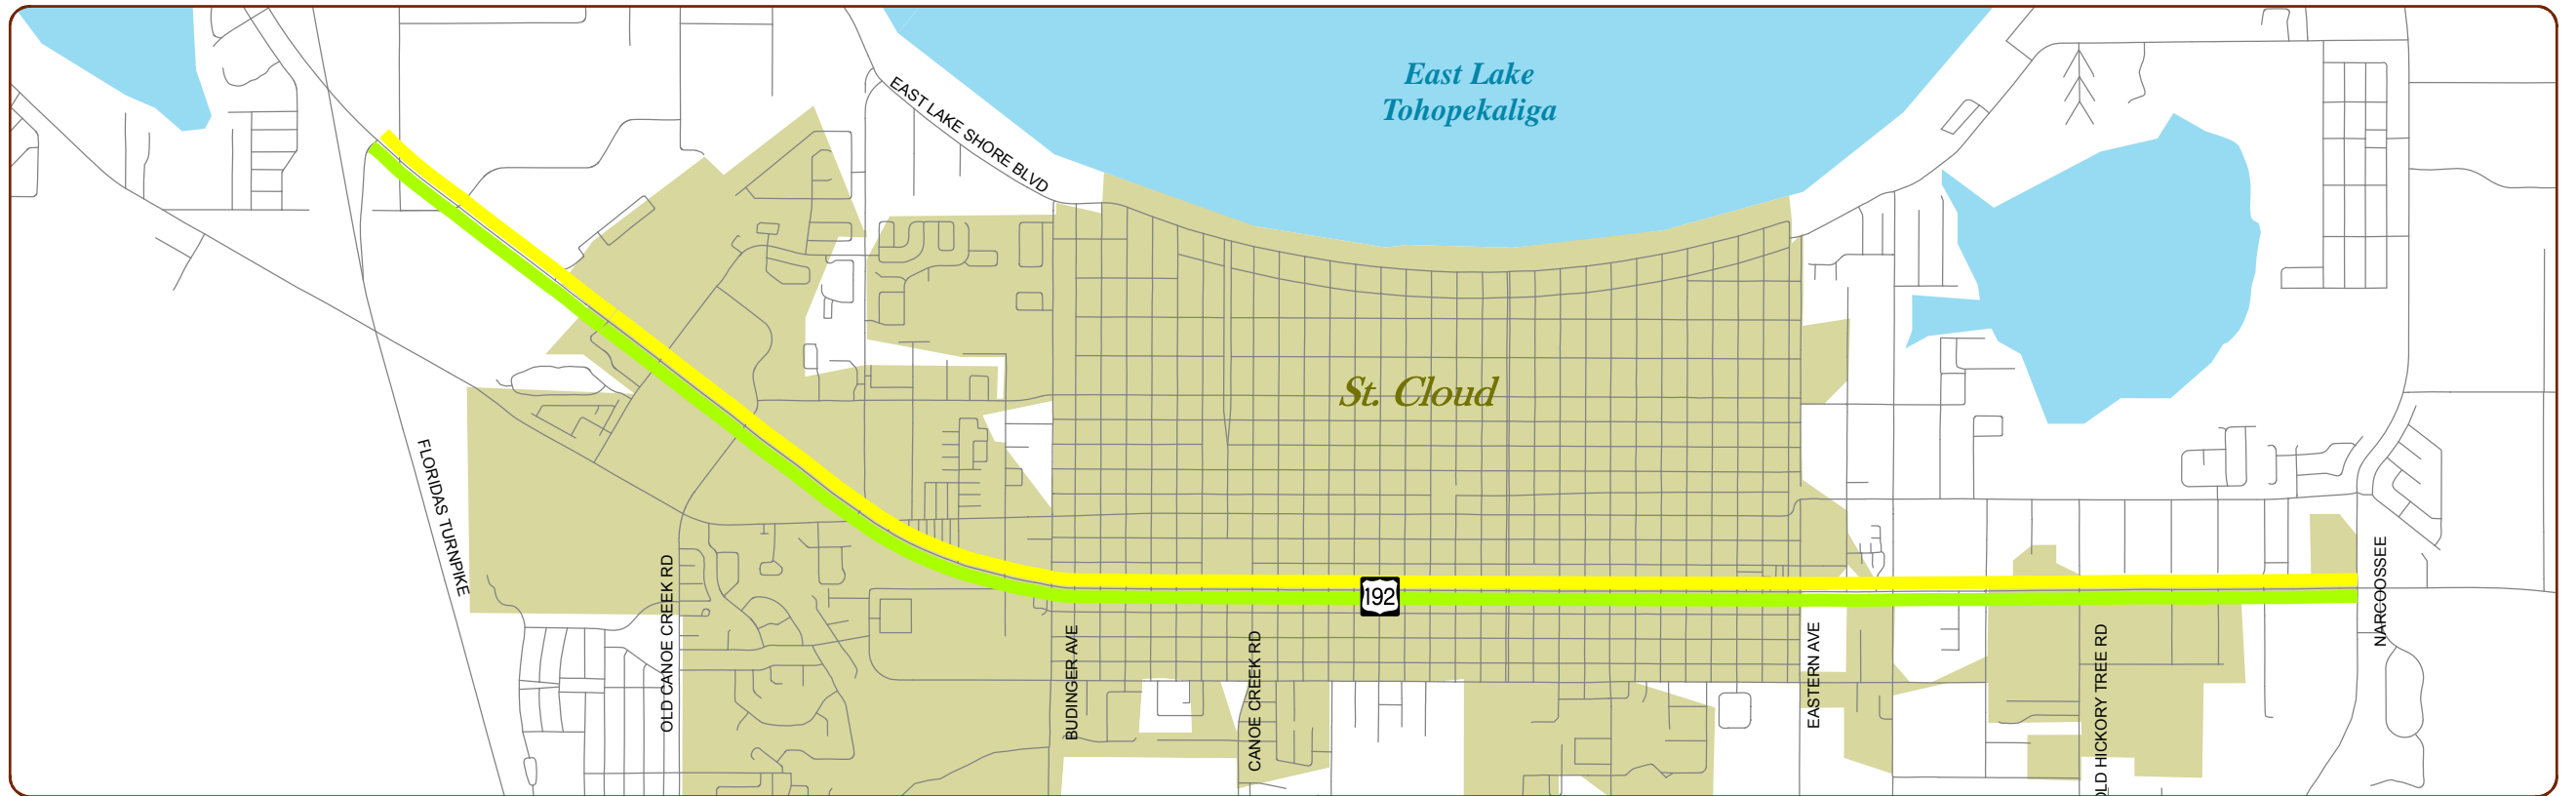 East Lake
Tohopekaliga
EAST LAKE SHORE BLVD
St. Cloud
FLORIDAS TURNPIKE
OLD CANOE CREEK RD
192
BUDINGER AVE
CANOE CREEK RD
EASTERN AVE
OLD HICKORY TREE RD
NARCOOSSEE